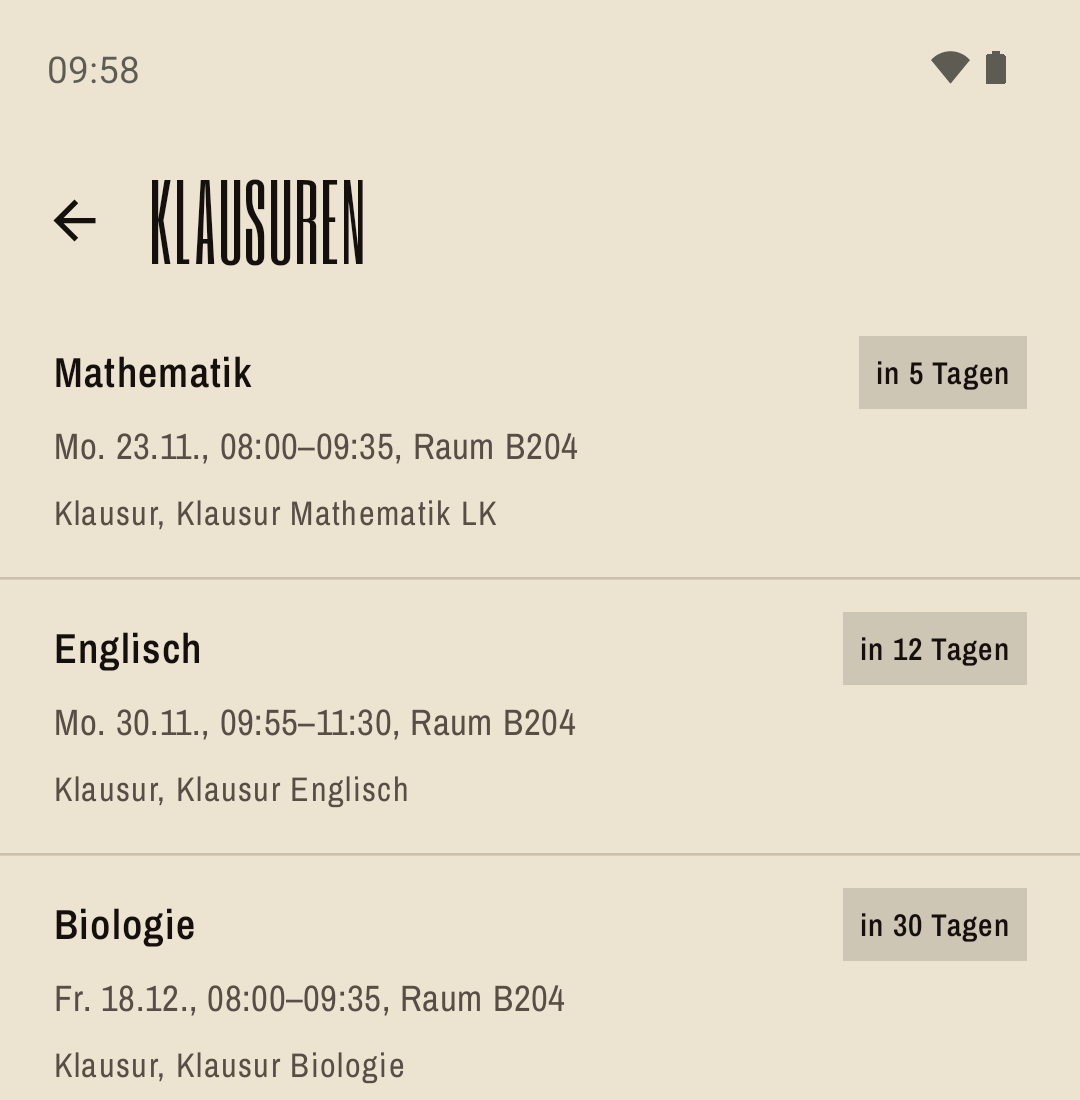 09:58
KLAUSUREN
Mathematik
in 5 Tagen
Mo. 23.11., 08:00–09:35, Raum B204
Klausur, Klausur Mathematik LK
Englisch
in 12 Tagen
Mo. 30.11., 09:55–11:30, Raum B204
Klausur, Klausur Englisch
Biologie
in 30 Tagen
Fr. 18.12., 08:00–09:35, Raum B204
Klausur, Klausur Biologie